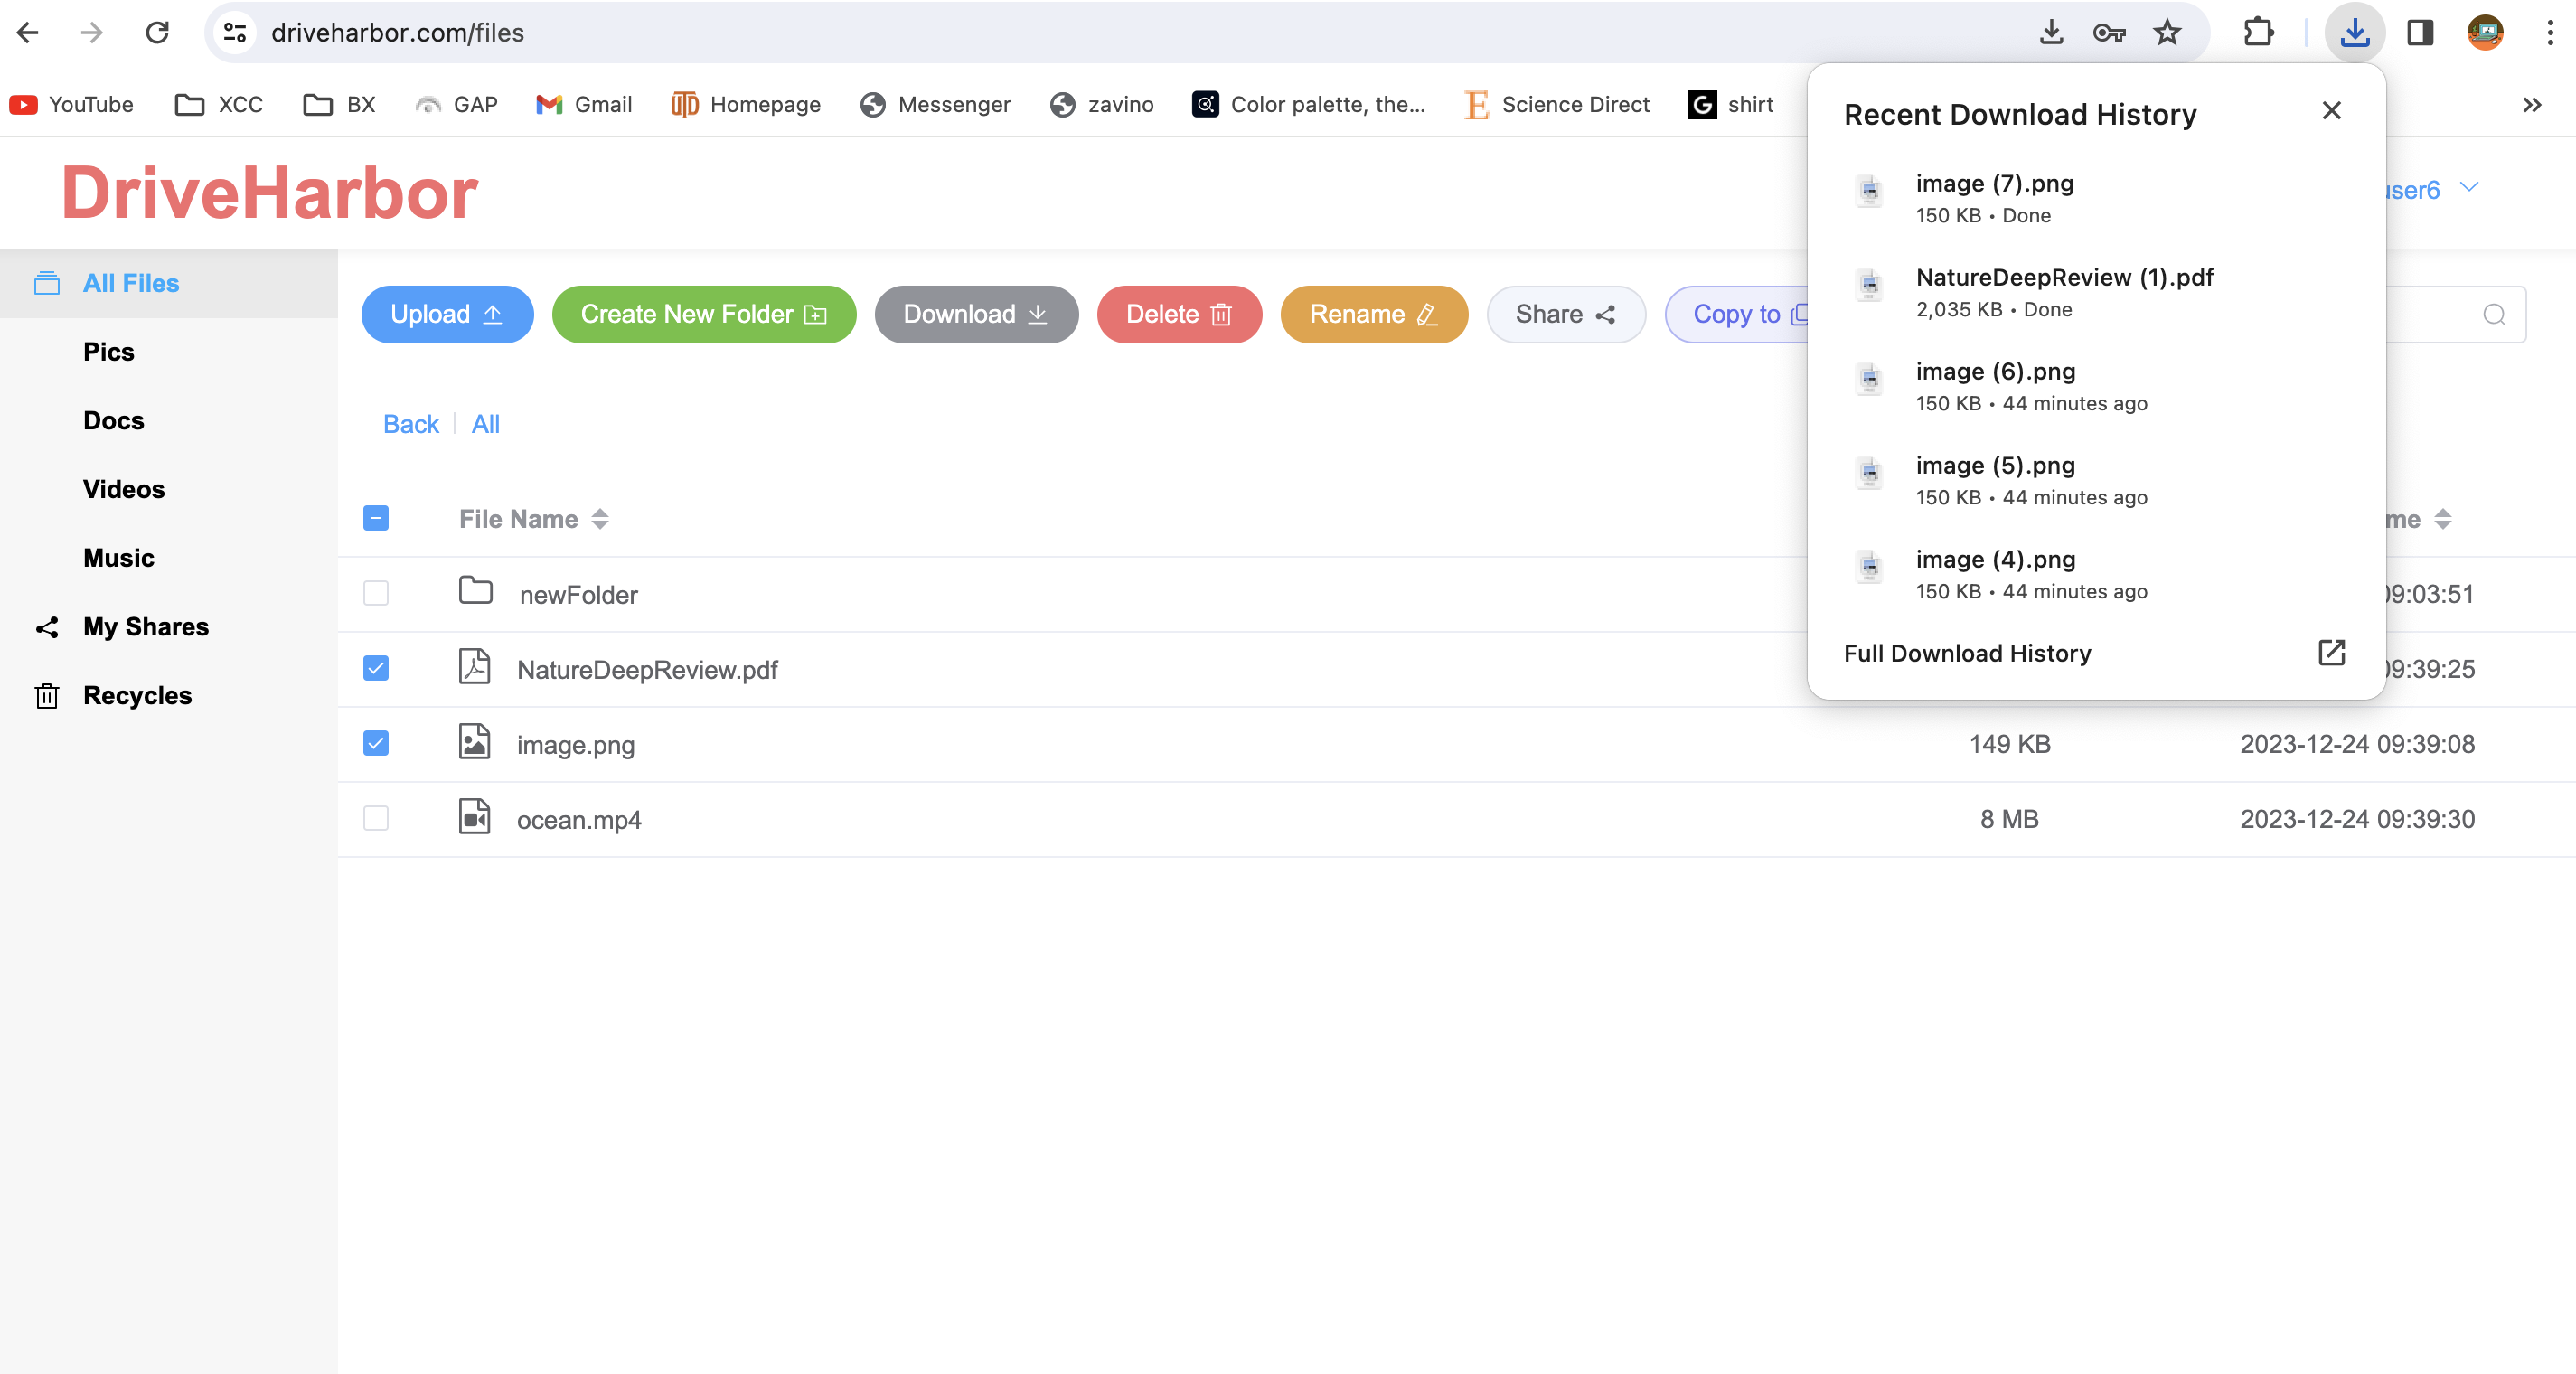 driveharbor.com/files
YouTube XCC BX GAP Gmail Homepage Messenger zavino Color palette, the... Science Direct shirt
DriveHarbor
user6
All Files
Pics
Docs
Videos
Music
My Shares
Recycles
Upload Create New Folder Download Delete Rename Share Copy to
Back All
File Name
me
newFolder
09:03:51
NatureDeepReview.pdf
09:39:25
image.png 149 KB 2023-12-24 09:39:08
ocean.mp4 8 MB 2023-12-24 09:39:30
Recent Download History
image (7).png
150 KB • Done
NatureDeepReview (1).pdf
2,035 KB • Done
image (6).png
150 KB • 44 minutes ago
image (5).png
150 KB • 44 minutes ago
image (4).png
150 KB • 44 minutes ago
Full Download History